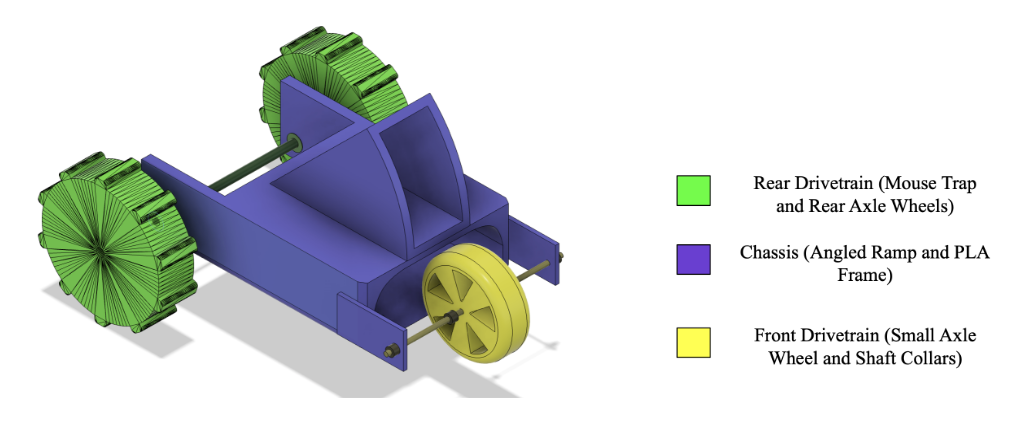 Rear Drivetrain (Mouse Trap
and Rear Axle Wheels)
Chassis (Angled Ramp and PLA
Frame)
Front Drivetrain (Small Axle
Wheel and Shaft Collars)